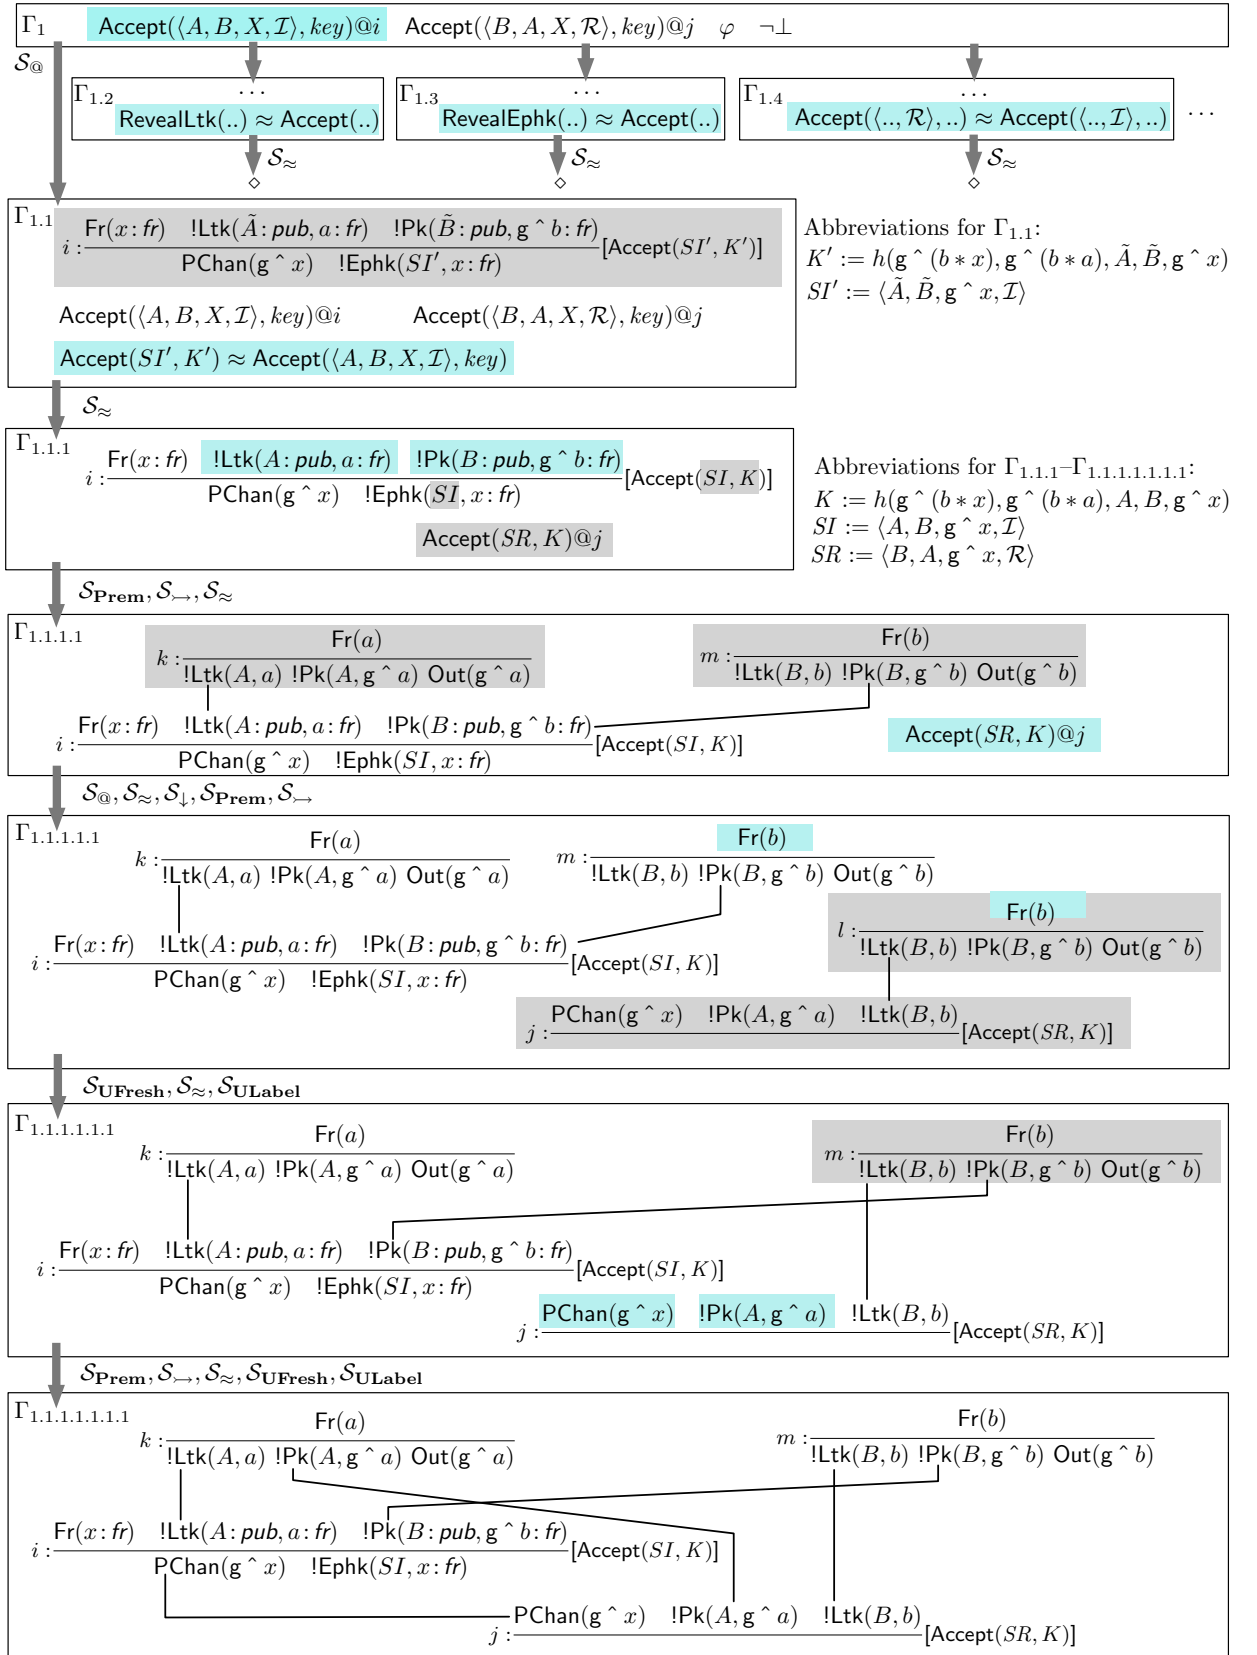 Γ₁ Accept(⟨A, B, X, ℐ⟩, key)@i Accept(⟨B, A, X, ℛ⟩, key)@j φ ¬⊥
𝒮@
Γ₁.₂ ··· Γ₁.₃ ··· Γ₁.₄ ···
RevealLtk(..) ≈ Accept(..) RevealEphk(..) ≈ Accept(..) Accept(⟨.., ℛ⟩, ..) ≈ Accept(⟨.., ℐ⟩, ..) ···
𝒮≈ 𝒮≈ 𝒮≈
⋄ ⋄ ⋄
Γ₁.₁
Fr(x : fr) !Ltk(Ã : pub, a : fr) !Pk(B̃ : pub, g ^ b : fr)
i : [Accept(SI′, K′)]
PChan(g ^ x) !Ephk(SI′, x : fr)
Accept(⟨A, B, X, ℐ⟩, key)@i Accept(⟨B, A, X, ℛ⟩, key)@j
Accept(SI′, K′) ≈ Accept(⟨A, B, X, ℐ⟩, key)
Abbreviations for Γ₁.₁:
K′ := h(g ^ (b ∗ x), g ^ (b ∗ a), Ã, B̃, g ^ x)
SI′ := ⟨Ã, B̃, g ^ x, ℐ⟩
𝒮≈
Γ₁.₁.₁
Fr(x : fr) !Ltk(A : pub, a : fr) !Pk(B : pub, g ^ b : fr)
i : [Accept(SI, K)]
PChan(g ^ x) !Ephk(SI, x : fr)
Accept(SR, K)@j
Abbreviations for Γ₁.₁.₁–Γ₁.₁.₁.₁.₁.₁.₁:
K := h(g ^ (b ∗ x), g ^ (b ∗ a), A, B, g ^ x)
SI := ⟨A, B, g ^ x, ℐ⟩
SR := ⟨B, A, g ^ x, ℛ⟩
𝒮Prem, 𝒮↣, 𝒮≈
Γ₁.₁.₁.₁
Fr(a) Fr(b)
k : m :
!Ltk(A, a) !Pk(A, g ^ a) Out(g ^ a) !Ltk(B, b) !Pk(B, g ^ b) Out(g ^ b)
Fr(x : fr) !Ltk(A : pub, a : fr) !Pk(B : pub, g ^ b : fr)
i : [Accept(SI, K)] Accept(SR, K)@j
PChan(g ^ x) !Ephk(SI, x : fr)
𝒮@, 𝒮≈, 𝒮↓, 𝒮Prem, 𝒮↣
Γ₁.₁.₁.₁.₁
Fr(a) Fr(b)
k : m :
!Ltk(A, a) !Pk(A, g ^ a) Out(g ^ a) !Ltk(B, b) !Pk(B, g ^ b) Out(g ^ b)
Fr(b)
l :
!Ltk(B, b) !Pk(B, g ^ b) Out(g ^ b)
Fr(x : fr) !Ltk(A : pub, a : fr) !Pk(B : pub, g ^ b : fr)
i : [Accept(SI, K)]
PChan(g ^ x) !Ephk(SI, x : fr)
PChan(g ^ x) !Pk(A, g ^ a) !Ltk(B, b)
j : [Accept(SR, K)]
𝒮UFresh, 𝒮≈, 𝒮ULabel
Γ₁.₁.₁.₁.₁.₁
Fr(a) Fr(b)
k : m :
!Ltk(A, a) !Pk(A, g ^ a) Out(g ^ a) !Ltk(B, b) !Pk(B, g ^ b) Out(g ^ b)
Fr(x : fr) !Ltk(A : pub, a : fr) !Pk(B : pub, g ^ b : fr)
i : [Accept(SI, K)]
PChan(g ^ x) !Ephk(SI, x : fr)
PChan(g ^ x) !Pk(A, g ^ a) !Ltk(B, b)
j : [Accept(SR, K)]
𝒮Prem, 𝒮↣, 𝒮≈, 𝒮UFresh, 𝒮ULabel
Γ₁.₁.₁.₁.₁.₁.₁
Fr(a) Fr(b)
k : m :
!Ltk(A, a) !Pk(A, g ^ a) Out(g ^ a) !Ltk(B, b) !Pk(B, g ^ b) Out(g ^ b)
Fr(x : fr) !Ltk(A : pub, a : fr) !Pk(B : pub, g ^ b : fr)
i : [Accept(SI, K)]
PChan(g ^ x) !Ephk(SI, x : fr)
PChan(g ^ x) !Pk(A, g ^ a) !Ltk(B, b)
j : [Accept(SR, K)]